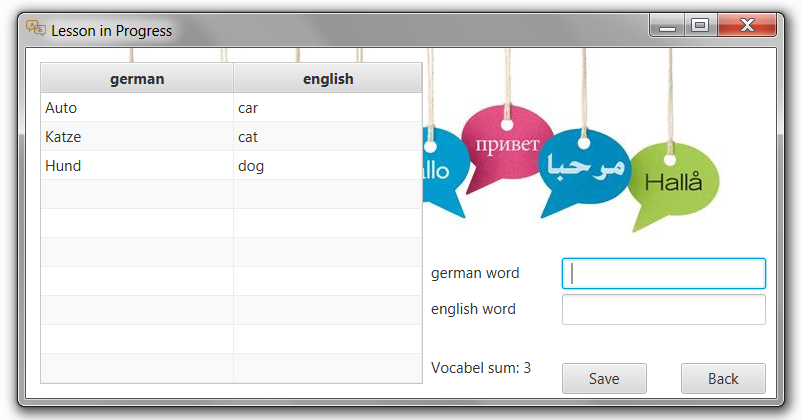 Lesson in Progress
german english
Auto car
Katze cat
Hund dog
llo
привет
مرحبا
Hallå
german word
english word
Vocabel sum: 3
Save Back